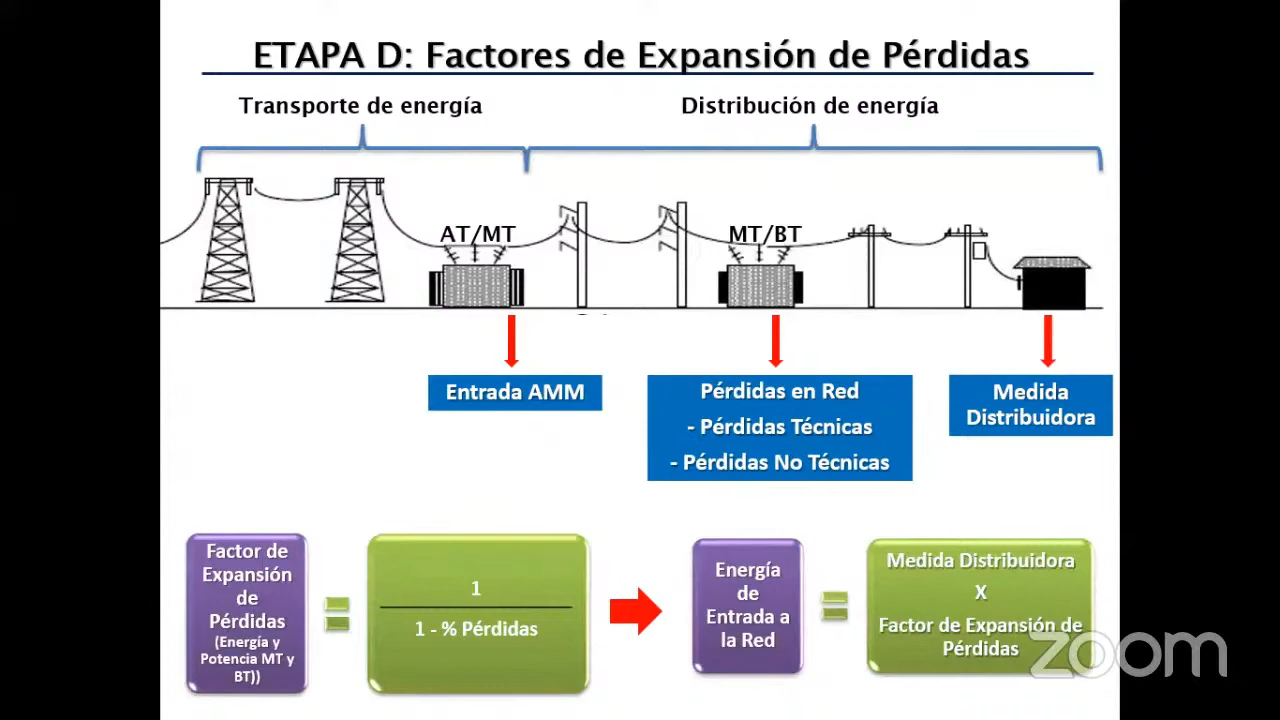 ETAPA D: Factores de Expansión de Pérdidas
Transporte de energía
Distribución de energía
AT/MT
MT/BT
Entrada AMM
Pérdidas en Red
- Pérdidas Técnicas
- Pérdidas No Técnicas
Medida
Distribuidora
Factor de
Expansión
de
Pérdidas
(Energía y
Potencia MT y
BT))
=
1
1 - % Pérdidas
Energía
de
Entrada a
la Red
=
Medida Distribuidora
X
Factor de Expansión de
Pérdidas
zoom